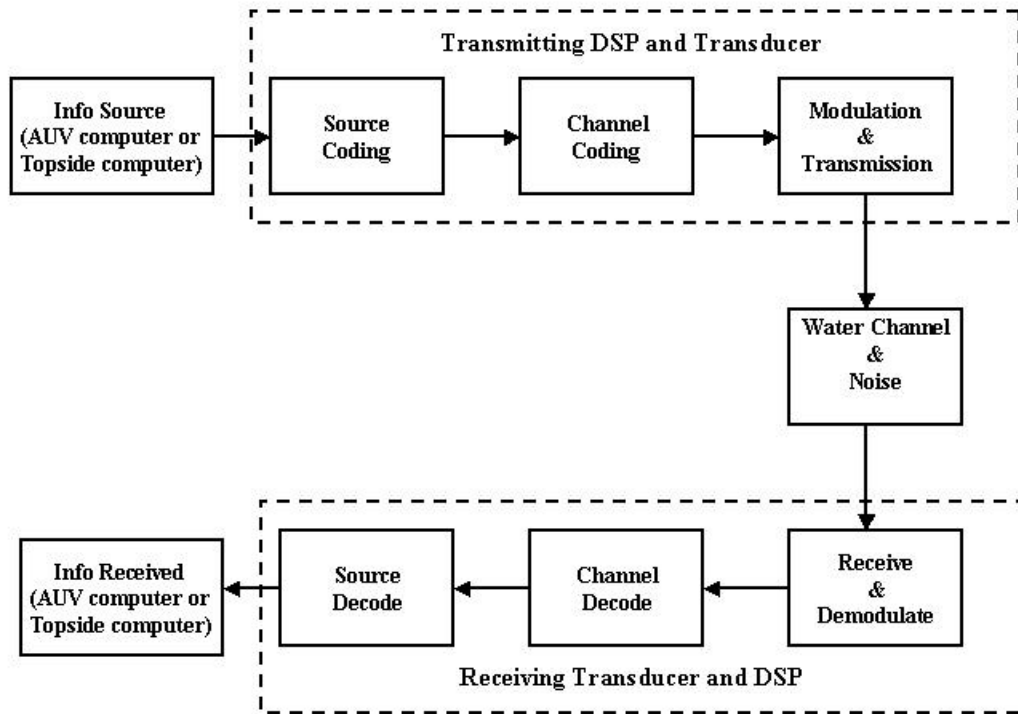 Transmitting DSP and Transducer
Info Source
(AUV computer or
Topside computer)
Source
Coding
Channel
Coding
Modulation
&
Transmission
Water Channel
&
Noise
Receive
&
Demodulate
Channel
Decode
Source
Decode
Info Received
(AUV computer or
Topside computer)
Receiving Transducer and DSP